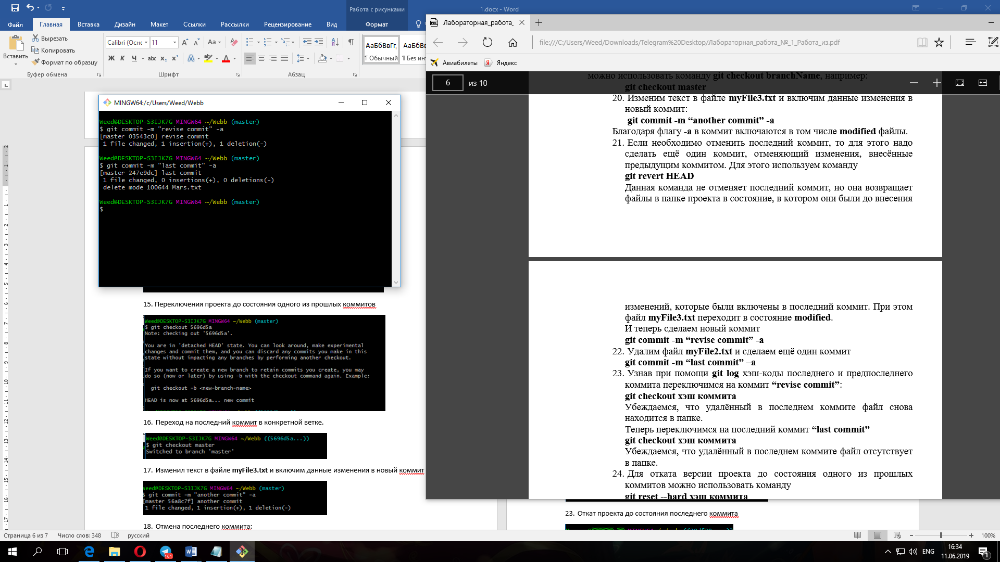 Работа с рисунками
1.docx - Word
Файл
Главная
Вставка
Дизайн
Макет
Ссылки
Рассылки
Рецензирование
Вид
Формат
Вставить
Вырезать
Копировать
Формат по образцу
Буфер обмена
Calibri (Осно
11
Шрифт
Абзац
АаБбВвГг,
¶ Обычный
АаБбВв
¶ Без инт
Лабораторная_работа_
file:///C:/Users/Weed/Downloads/Telegram%20Desktop/Лабораторная_работа_№_1_Работа_из.pdf
Авиабилеты
Яндекс
6 из 10
MINGW64:/c/Users/Weed/Webb
Weed@DESKTOP-S3IJK7G MINGW64 ~/Webb (master)
$ git commit -m "revise commit" -a
[master 03543c0] revise commit
1 file changed, 1 insertion(+), 1 deletion(-)
Weed@DESKTOP-S3IJK7G MINGW64 ~/Webb (master)
$ git commit -m "last commit" -a
[master 247e9dc] last commit
1 file changed, 0 insertions(+), 0 deletions(-)
delete mode 100644 Mars.txt
Weed@DESKTOP-S3IJK7G MINGW64 ~/Webb (master)
$
15. Переключения проекта до состояния одного из прошлых коммитов
Weed@DESKTOP-S3IJK7G MINGW64 ~/Webb (master)
$ git checkout 5696d5a
Note: checking out '5696d5a'.
You are in 'detached HEAD' state. You can look around, make experimental
changes and commit them, and you can discard any commits you make in this
state without impacting any branches by performing another checkout.
If you want to create a new branch to retain commits you create, you may
do so (now or later) by using -b with the checkout command again. Example:
git checkout -b <new-branch-name>
HEAD is now at 5696d5a... new commit
16. Переход на последний коммит в конкретной ветке.
Weed@DESKTOP-S3IJK7G MINGW64 ~/Webb ((5696d5a...))
$ git checkout master
Switched to branch 'master'
17. Изменил текст в файле myFile3.txt и включим данные изменения в новый коммит
Weed@DESKTOP-S3IJK7G MINGW64 ~/Webb (master)
$ git commit -m "another commit" -a
[master 56a8c7f] another commit
1 file changed, 1 insertion(+), 1 deletion(-)
18. Отмена последнего коммита:
можно использовать команду git checkout branchName, например:
git checkout master
20. Изменим текст в файле myFile3.txt и включим данные изменения в
новый коммит:
git commit -m “another commit” -a
Благодаря флагу -a в коммит включаются в том числе modified файлы.
21. Если необходимо отменить последний коммит, то для этого надо
сделать ещё один коммит, отменяющий изменения, внесённые
предыдущим коммитом. Для этого используем команду
git revert HEAD
Данная команда не отменяет последний коммит, но она возвращает
файлы в папке проекта в состояние, в котором они были до внесения
изменений, которые были включены в последний коммит. При этом
файл myFile3.txt переходит в состояние modified.
И теперь сделаем новый коммит
git commit -m “revise commit” -a
22. Удалим файл myFile2.txt и сделаем ещё один коммит
git commit -m “last commit” –a
23. Узнав при помощи git log хэш-коды последнего и предпоследнего
коммита переключимся на коммит “revise commit”:
git checkout хэш коммита
Убеждаемся, что удалённый в последнем коммите файл снова
находится в папке.
Теперь переключимся на последний коммит “last commit”
git checkout хэш коммита
Убеждаемся, что удалённый в последнем коммите файл отсутствует
в папке.
24. Для отката версии проекта до состояния одного из прошлых
коммитов можно использовать команду
git reset --hard хэш коммита
23. Откат проекта до состояния последнего коммита
Страница 6 из 7
Число слов: 348
русский
100%
161
ENG
16:34
11.06.2019
1